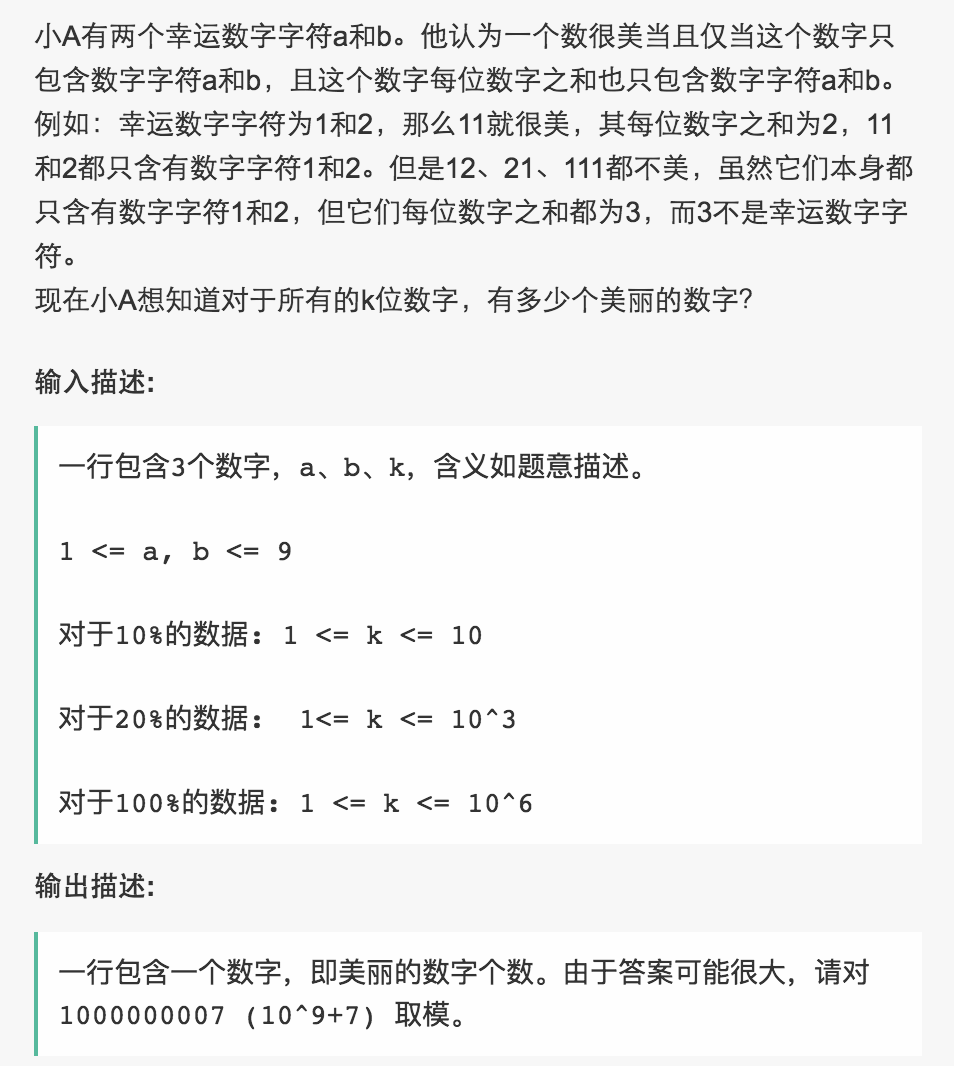 小A有两个幸运数字字符a和b。他认为一个数很美当且仅当这个数字只
包含数字字符a和b，且这个数字每位数字之和也只包含数字字符a和b。
例如：幸运数字字符为1和2，那么11就很美，其每位数字之和为2，11
和2都只含有数字字符1和2。但是12、21、111都不美，虽然它们本身都
只含有数字字符1和2，但它们每位数字之和都为3，而3不是幸运数字字
符。
现在小A想知道对于所有的k位数字，有多少个美丽的数字？
输入描述:
一行包含3个数字，a、b、k，含义如题意描述。
1 <= a, b <= 9
对于10%的数据：1 <= k <= 10
对于20%的数据： 1<= k <= 10^3
对于100%的数据：1 <= k <= 10^6
输出描述:
一行包含一个数字，即美丽的数字个数。由于答案可能很大，请对
1000000007 (10^9+7) 取模。